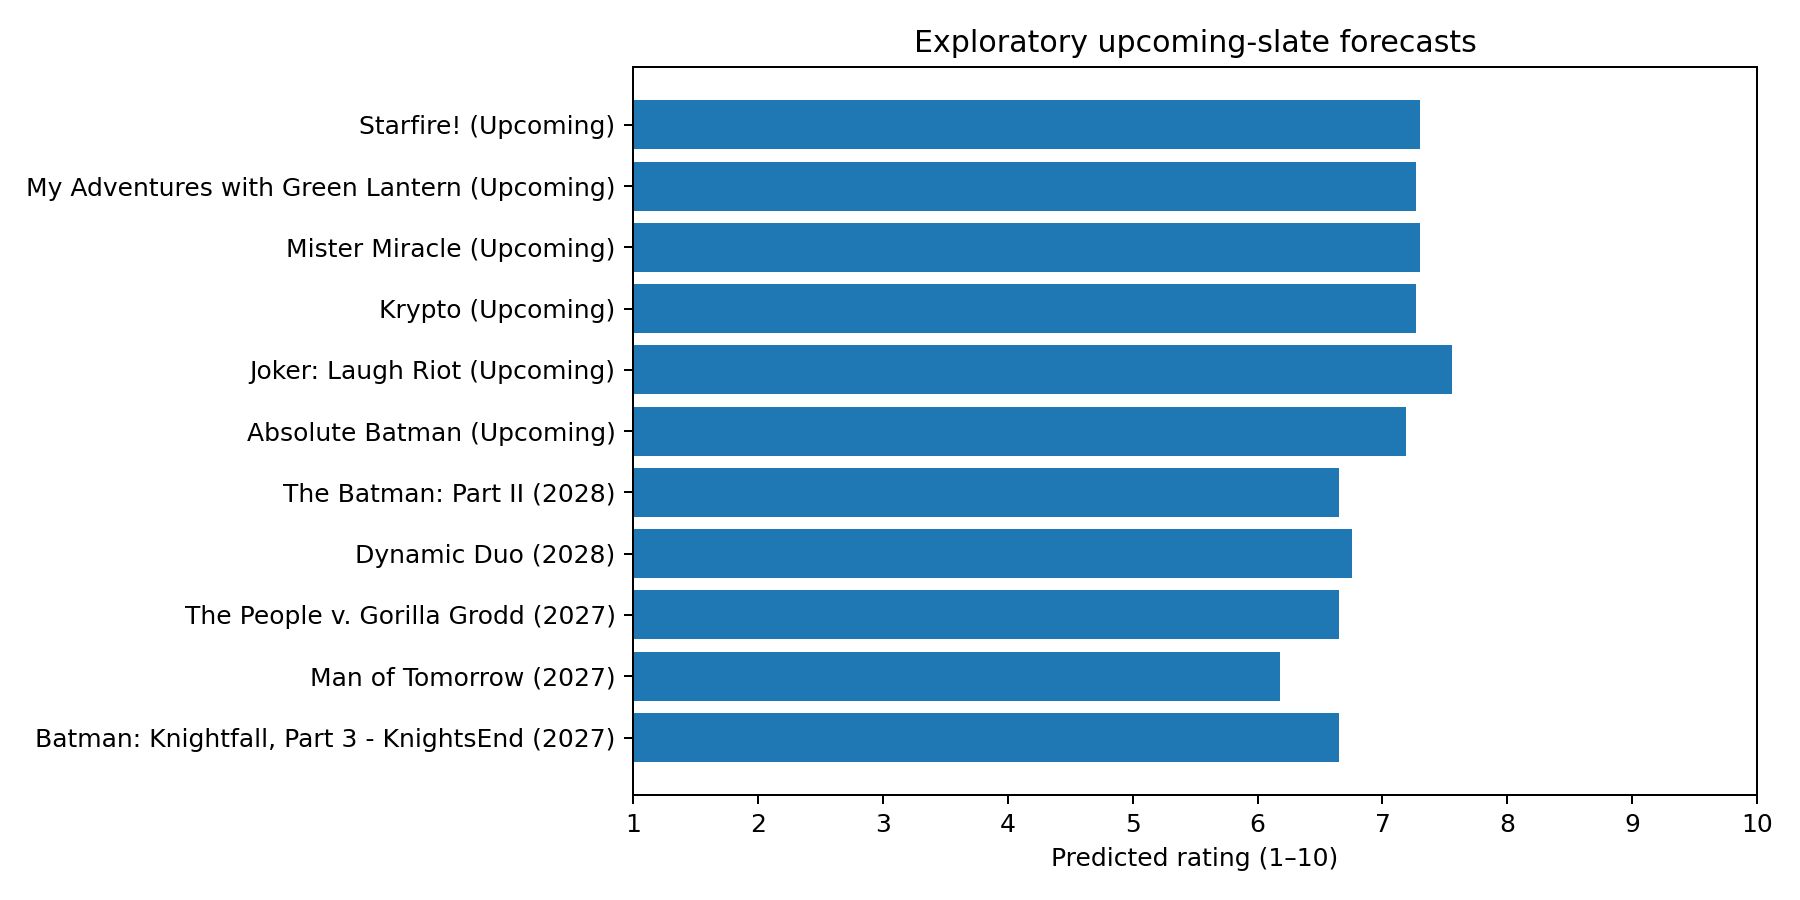 Exploratory upcoming-slate forecasts
Starfire! (Upcoming)
My Adventures with Green Lantern (Upcoming)
Mister Miracle (Upcoming)
Krypto (Upcoming)
Joker: Laugh Riot (Upcoming)
Absolute Batman (Upcoming)
The Batman: Part II (2028)
Dynamic Duo (2028)
The People v. Gorilla Grodd (2027)
Man of Tomorrow (2027)
Batman: Knightfall, Part 3 - KnightsEnd (2027)
1 2 3 4 5 6 7 8 9 10
Predicted rating (1–10)